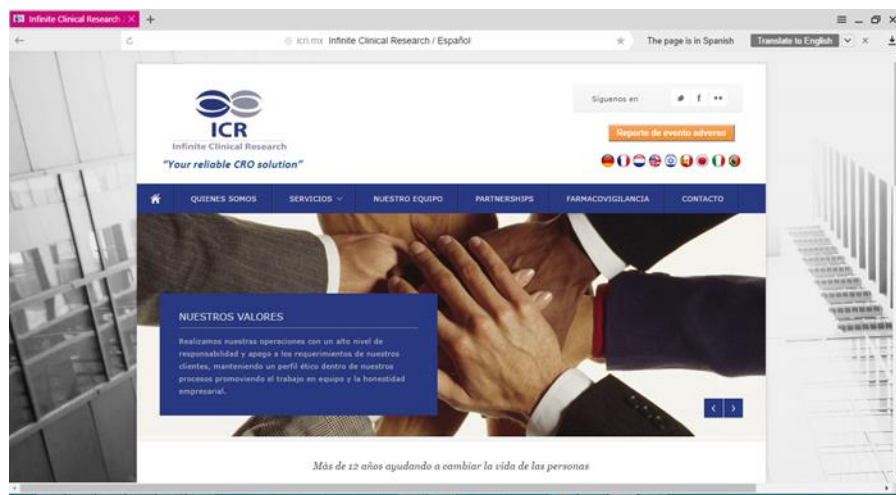 Infinite Clinical Research /
icri.mx Infinite Clinical Research / Español
The page is in Spanish
Translate to English
ICR
Infinite Clinical Research
"Your reliable CRO solution"
Síguenos en
Reporte de evento adverso
QUIENES SOMOS
SERVICIOS
NUESTRO EQUIPO
PARTNERSHIPS
FARMACOVIGILANCIA
CONTACTO
NUESTROS VALORES
Realizamos nuestras operaciones con un alto nivel de
responsabilidad y apego a los requerimientos de nuestros
clientes, manteniendo un perfil ético dentro de nuestros
procesos promoviendo el trabajo en equipo y la honestidad
empresarial.
Más de 12 años ayudando a cambiar la vida de las personas